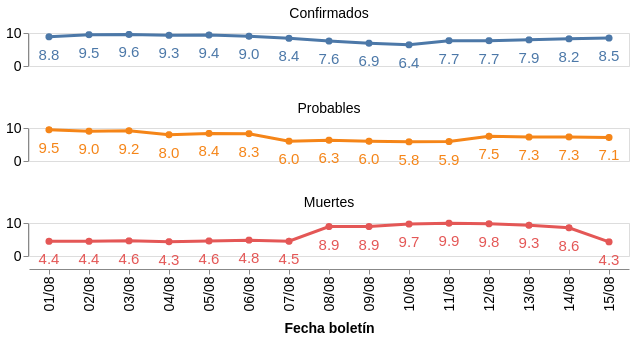 Confirmados
10
0
8.8 9.5 9.6 9.3 9.4 9.0 8.4 7.6 6.9 6.4 7.7 7.7 7.9 8.2 8.5
Probables
10
0
9.5 9.0 9.2 8.0 8.4 8.3 6.0 6.3 6.0 5.8 5.9 7.5 7.3 7.3 7.1
Muertes
10
0
4.4 4.4 4.6 4.3 4.6 4.8 4.5 8.9 8.9 9.7 9.9 9.8 9.3 8.6 4.3
01/08 02/08 03/08 04/08 05/08 06/08 07/08 08/08 09/08 10/08 11/08 12/08 13/08 14/08 15/08
Fecha boletín